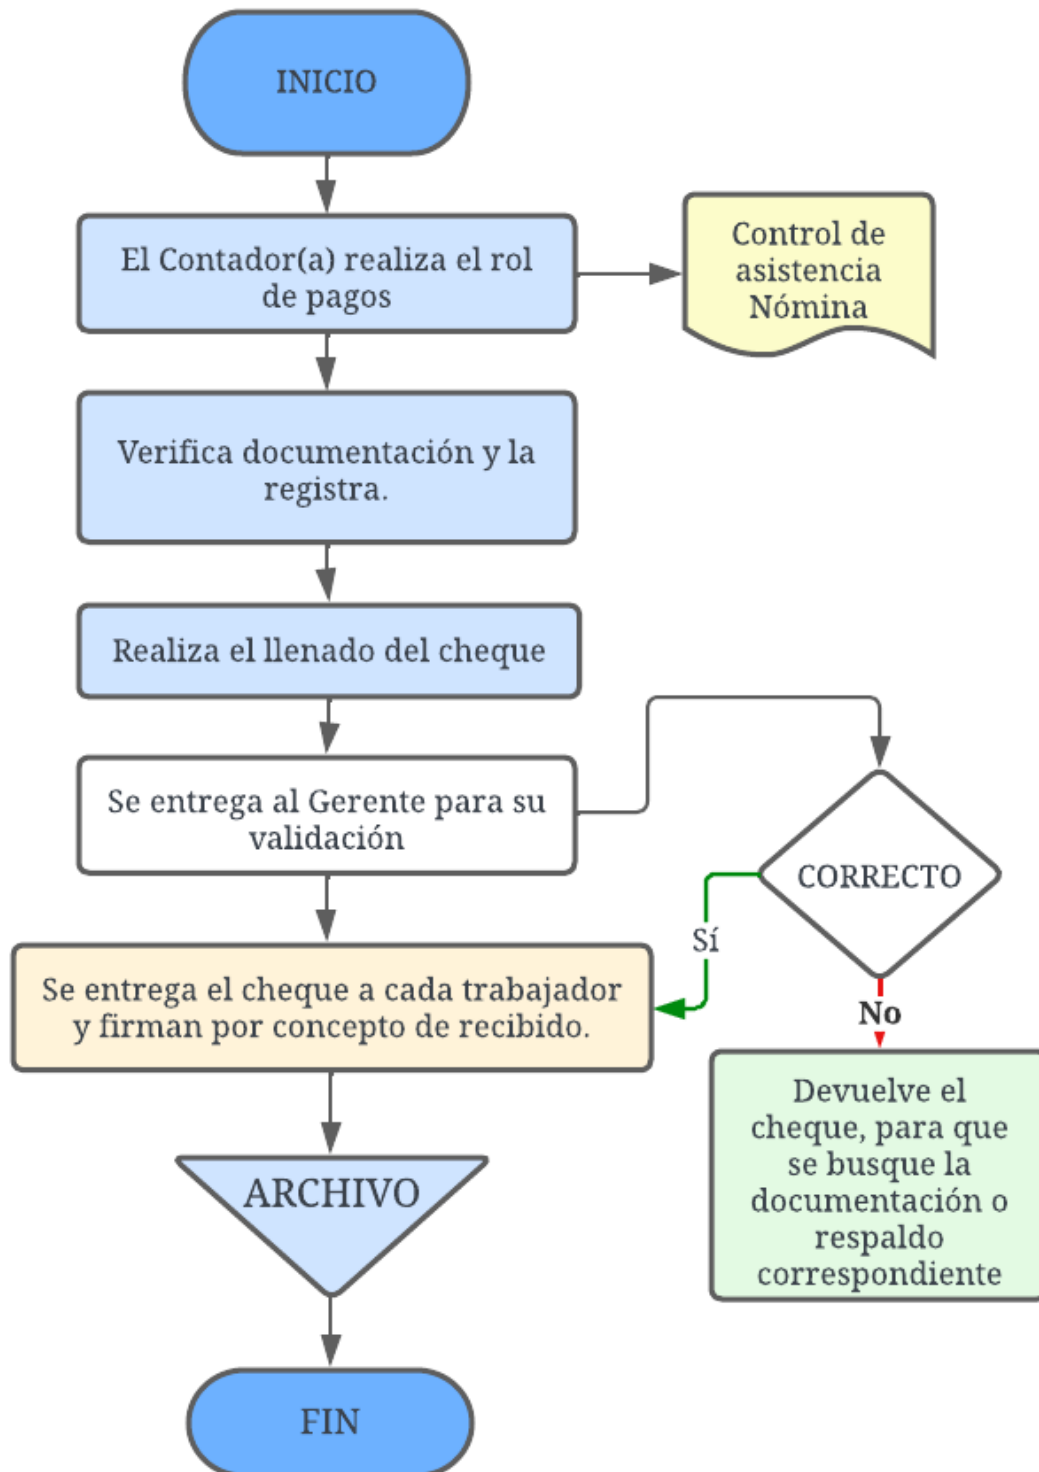 INICIO
El Contador(a) realiza el rol
de pagos
Control de
asistencia
Nómina
Verifica documentación y la
registra.
Realiza el llenado del cheque
Se entrega al Gerente para su
validación
CORRECTO
Sí
Se entrega el cheque a cada trabajador
y firman por concepto de recibido.
No
Devuelve el
cheque, para que
se busque la
documentación o
respaldo
correspondiente
ARCHIVO
FIN